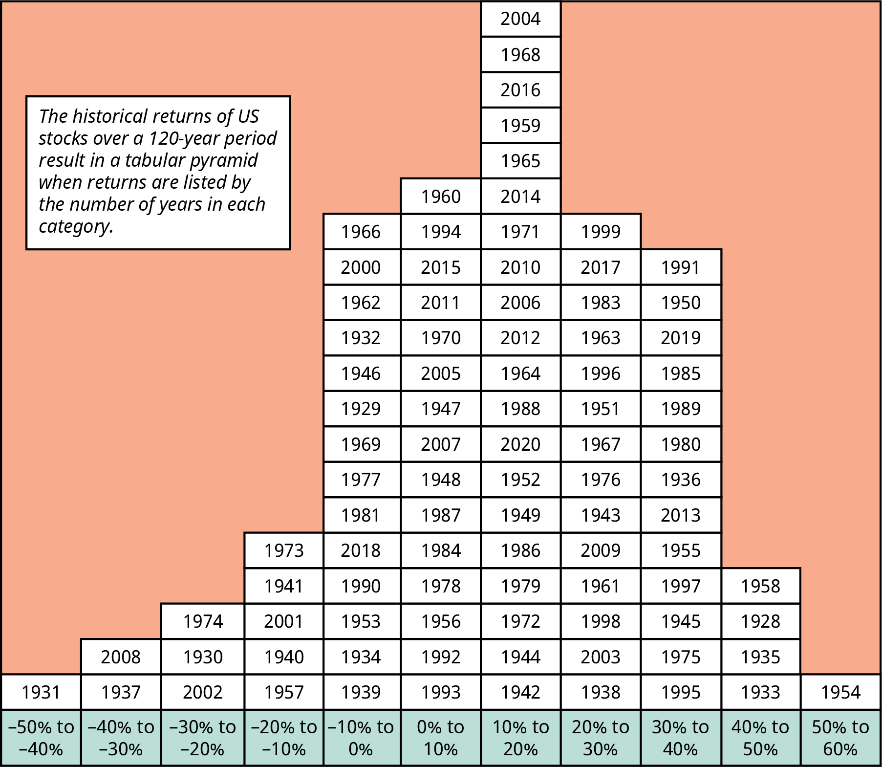 2004
1968
2016
1959
1965
The historical returns of US
stocks over a 120-year period
result in a tabular pyramid
when returns are listed by
the number of years in each
category.
1960 2014
1966 1994 1971 1999
2000 2015 2010 2017 1991
1962 2011 2006 1983 1950
1932 1970 2012 1963 2019
1946 2005 1964 1996 1985
1929 1947 1988 1951 1989
1969 2007 2020 1967 1980
1977 1948 1952 1976 1936
1981 1987 1949 1943 2013
1973 2018 1984 1986 2009 1955
1941 1990 1978 1979 1961 1997 1958
1974 2001 1953 1956 1972 1998 1945 1928
2008 1930 1940 1934 1992 1944 2003 1975 1935
1931 1937 2002 1957 1939 1993 1942 1938 1995 1933 1954
–50% to –40% to –30% to –20% to –10% to 0% to 10% to 20% to 30% to 40% to 50% to
–40% –30% –20% –10% 0% 10% 20% 30% 40% 50% 60%